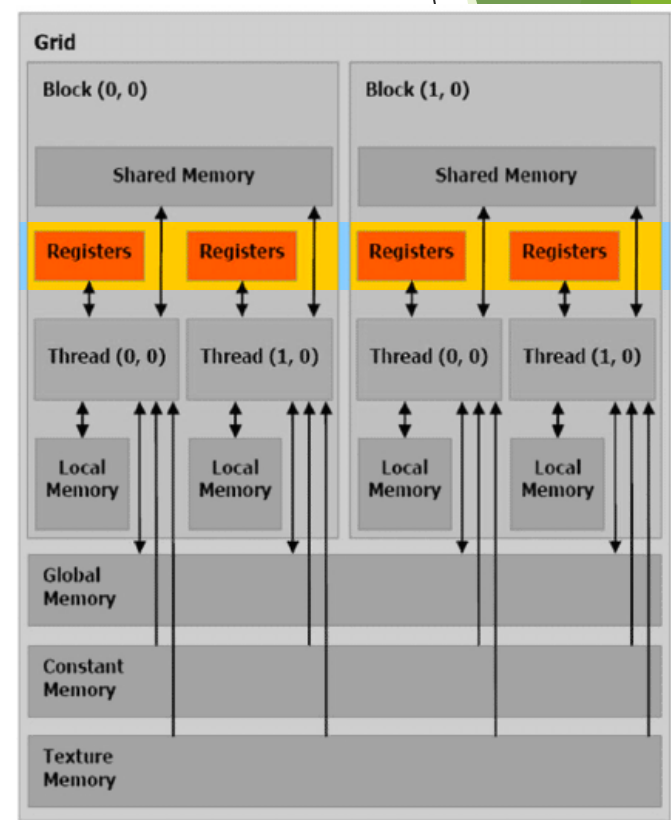 Grid
Block (0, 0)
Block (1, 0)
Shared Memory
Shared Memory
Registers
Registers
Registers
Registers
Thread (0, 0)
Thread (1, 0)
Thread (0, 0)
Thread (1, 0)
Local
Memory
Local
Memory
Local
Memory
Local
Memory
Global
Memory
Constant
Memory
Texture
Memory